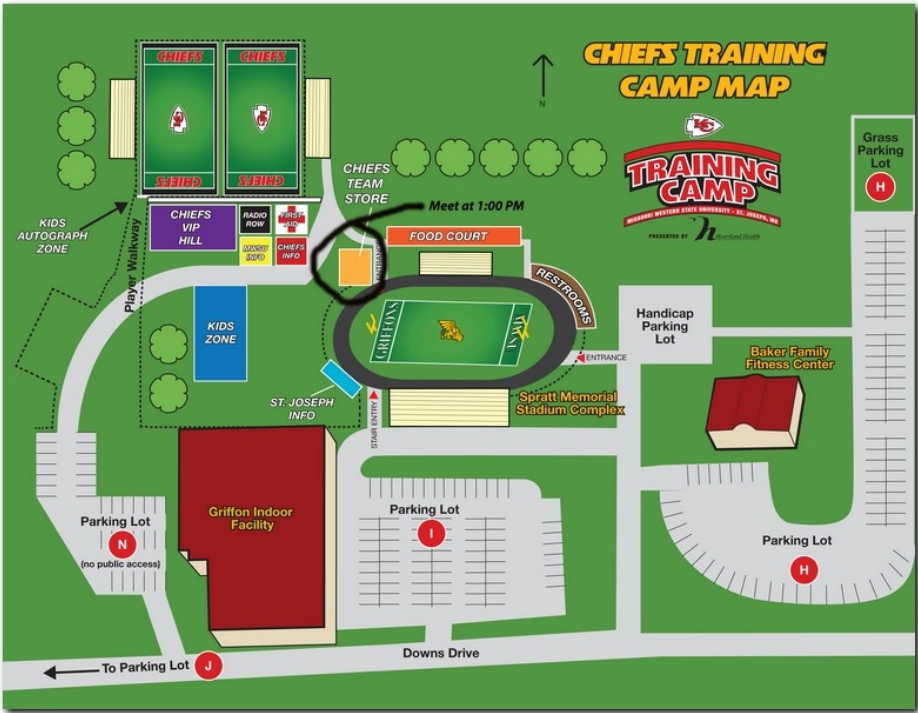 CHIEFS TRAINING
CAMP MAP
N
TRAINING
CAMP
MISSOURI WESTERN STATE UNIVERSITY - ST. JOSEPH, MO
PRESENTED BY
Heartland Health
Grass
Parking
Lot
H
CHIEFS
CHIEFS
CHIEFS
CHIEFS
KIDS
AUTOGRAPH
ZONE
Player Walkway
CHIEFS
VIP
HILL
RADIO
ROW
FIRST
AID
MWSU
INFO
CHIEFS
INFO
CHIEFS
TEAM
STORE
Meet at 1:00 PM
FOOD COURT
ENTRANCE
RESTROOMS
KIDS
ZONE
GRIFFONS
Handicap
Parking
Lot
ENTRANCE
Baker Family
Fitness Center
ST. JOSEPH
INFO
STAIR ENTRY
Spratt Memorial
Stadium Complex
Griffon Indoor
Facility
Parking Lot
N
(no public access)
Parking Lot
I
Parking Lot
H
Downs Drive
To Parking Lot J